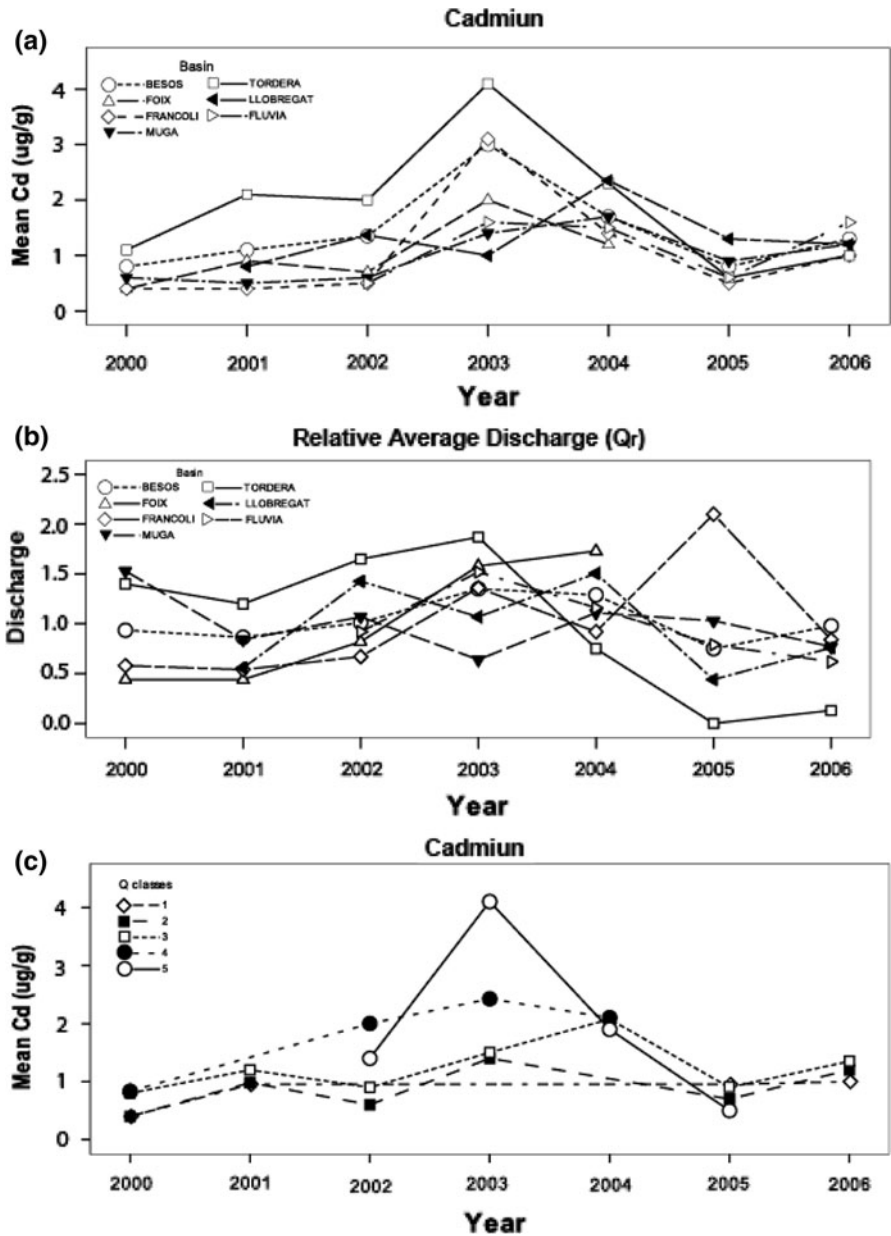 (a)
Cadmiun
Basin
BESOS
FOIX
FRANCOLI
MUGA
TORDERA
LLOBREGAT
FLUVIA
Mean Cd (ug/g)
4
3
2
1
0
2000 2001 2002 2003 2004 2005 2006
Year
(b)
Relative Average Discharge (Qr)
Basin
BESOS
FOIX
FRANCOLI
MUGA
TORDERA
LLOBREGAT
FLUVIA
Discharge
2.5
2.0
1.5
1.0
0.5
0.0
2000 2001 2002 2003 2004 2005 2006
Year
(c)
Cadmiun
Q classes
1
2
3
4
5
Mean Cd (ug/g)
4
3
2
1
0
2000 2001 2002 2003 2004 2005 2006
Year